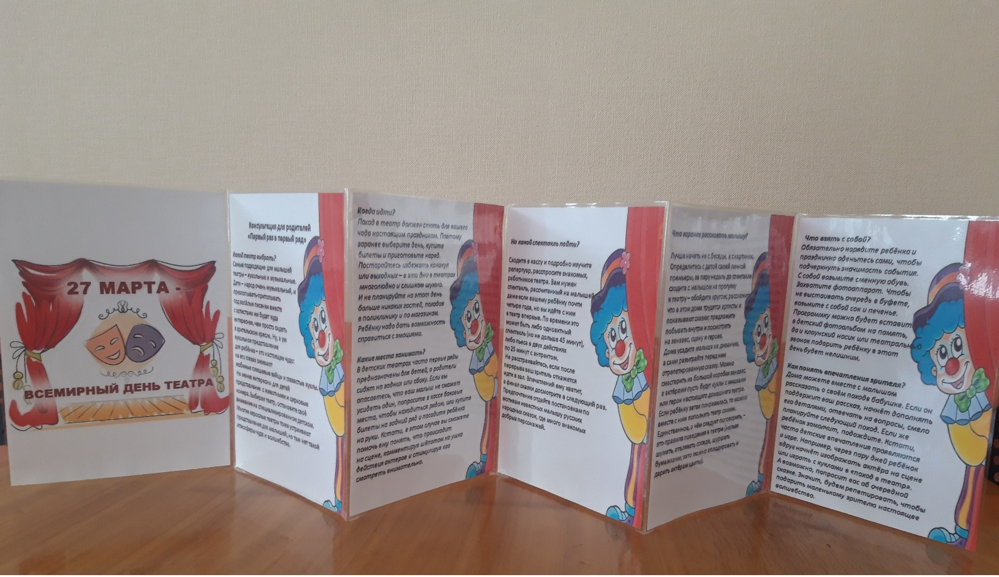 27 МАРТА -
ВСЕМИРНЫЙ ДЕНЬ ТЕАТРА
Консультация для родителей
«Первый раз в первый ряд»
Какой театр выбрать?
Самые подходящие для малышей
театры – кукольные и музыкальные.
Дети – народ очень музыкальный, и
прихлопывать-притопывать
под весёлые песенки вместе
с артистами им будет куда
интереснее, чем просто сидеть
в зрительском кресле. Ну, а уж
кукольное представление
для ребёнка – это настоящее чудо:
на его глазах оживают
любимые плюшевые зайцы и глазастые куклы.
Не менее интересны для детей
представления с животными и цирковые
номера. Выбирая театр, остановите своё
внимание на специализированном детском.
Многие взрослые театры тоже устраивают
представления для малышей, но там нет такой
атмосферы чуда и волшебства.
Когда идти?
Поход в театр должен стать для вашего
чада настоящим праздником. Поэтому
заранее выберите день, купите
билеты и приготовьте наряд.
Постарайтесь избежать каникул
или выходных – в эти дни в театрах
многолюдно и слишком шумно.
И не планируйте на этот день
больше никаких гостей, походов
в поликлинику и по магазинам.
Ребёнку надо дать возможность
справиться с эмоциями.
Какие места занимать?
В детских театрах часто первые ряды
предназначены для детей, а родители
сидят на задних или сбоку. Если вы
опасаетесь, что ваш малыш не сможет
усидеть один, попросите в кассе боковые
места, чтобы находиться рядом, или купите
билеты на задний ряд и посадите ребёнка
на руки. Кстати, в этом случае вы сможете
помочь ему понять, что происходит
на сцене, комментируя шёпотом на ушко
действия актеров и стимулируя его
смотреть внимательно.
На какой спектакль пойти?
Сходите в кассу и подробно изучите
репертуар, расспросите знакомых,
работников театра. Вам нужен
спектакль, рассчитанный на малышей,
даже если вашему ребёнку почти
четыре года, но вы идёте с ним
в театр впервые. По времени это
может быть либо одноактный
спектакль (но не дольше 45 минут),
либо пьеса в двух действиях
по 25 минут с антрактом.
Не расстраивайтесь, если после
перерыва ваш зритель откажется
идти в зал. Впечатлений ему хватит,
а финал сказки досмотрите в следующий раз.
Предпочтение отдайте постановкам по
мотивам известных малышу русских
народных сказок, где много знакомых
добрых персонажей.
Что заранее рассказать малышу?
Лучше начать не с беседы, а с картинки.
Определитесь с датой своей личной
премьеры, за пару недель до спектакля
сходите с малышом на прогулку
к театру – обойдите кругом, расскажите,
что в этом доме трудятся артисты и
показывают сказки; предложите
побывать внутри и посмотреть
на занавес, сцену и героев.
Дома усадите малыша на диванчик,
а сами разыграйте перед ним
отрепетированную сказку. Можно
смастерить из большой коробки занавес,
а актёрами пусть будут куклы с мишками
или герои настоящего домашнего театра.
Если ребёнку затея понравилась, то можно
вместе с ним пополнять театр самим.
Единственное, о чём следует поговорить, –
это правила поведения в театре (нельзя
шуметь, отвлекать соседа, шуршать
бумажками; зато можно аплодировать и
дарить актёрам цветы).
Что взять с собой?
Обязательно нарядите ребёнка и
празднично оденьтесь сами, чтобы
подчеркнуть значимость события.
С собой возьмите сменную обувь.
Захватите фотоаппарат. Чтобы
не выстаивать очередь в буфете,
возьмите с собой сок и печенье.
Программку можно будет вставить
в детский фотоальбом на память,
да и клоунский носик или театральный
звонок подарить ребёнку в этот
день будет нелишним.
Как понять впечатления зрителя?
Дома можете вместе с малышом
рассказать о своём походе бабушке. Если он
поддержит ваш рассказ, начнёт дополнять
его деталями, отвечать на вопросы, смело
планируйте следующий поход. Если же
ребёнок замолчит, подождите. Кстати,
часто детские впечатления проявляются
в игре. Например, через пару дней ребёнок
вдруг начнёт изображать актёра на сцене
или играть с куклами в «поход в театр».
А возможно, попросит вас об очередной
сказке. Значит, будем репетировать, чтобы
подарить маленькому зрителю настоящее
волшебство.